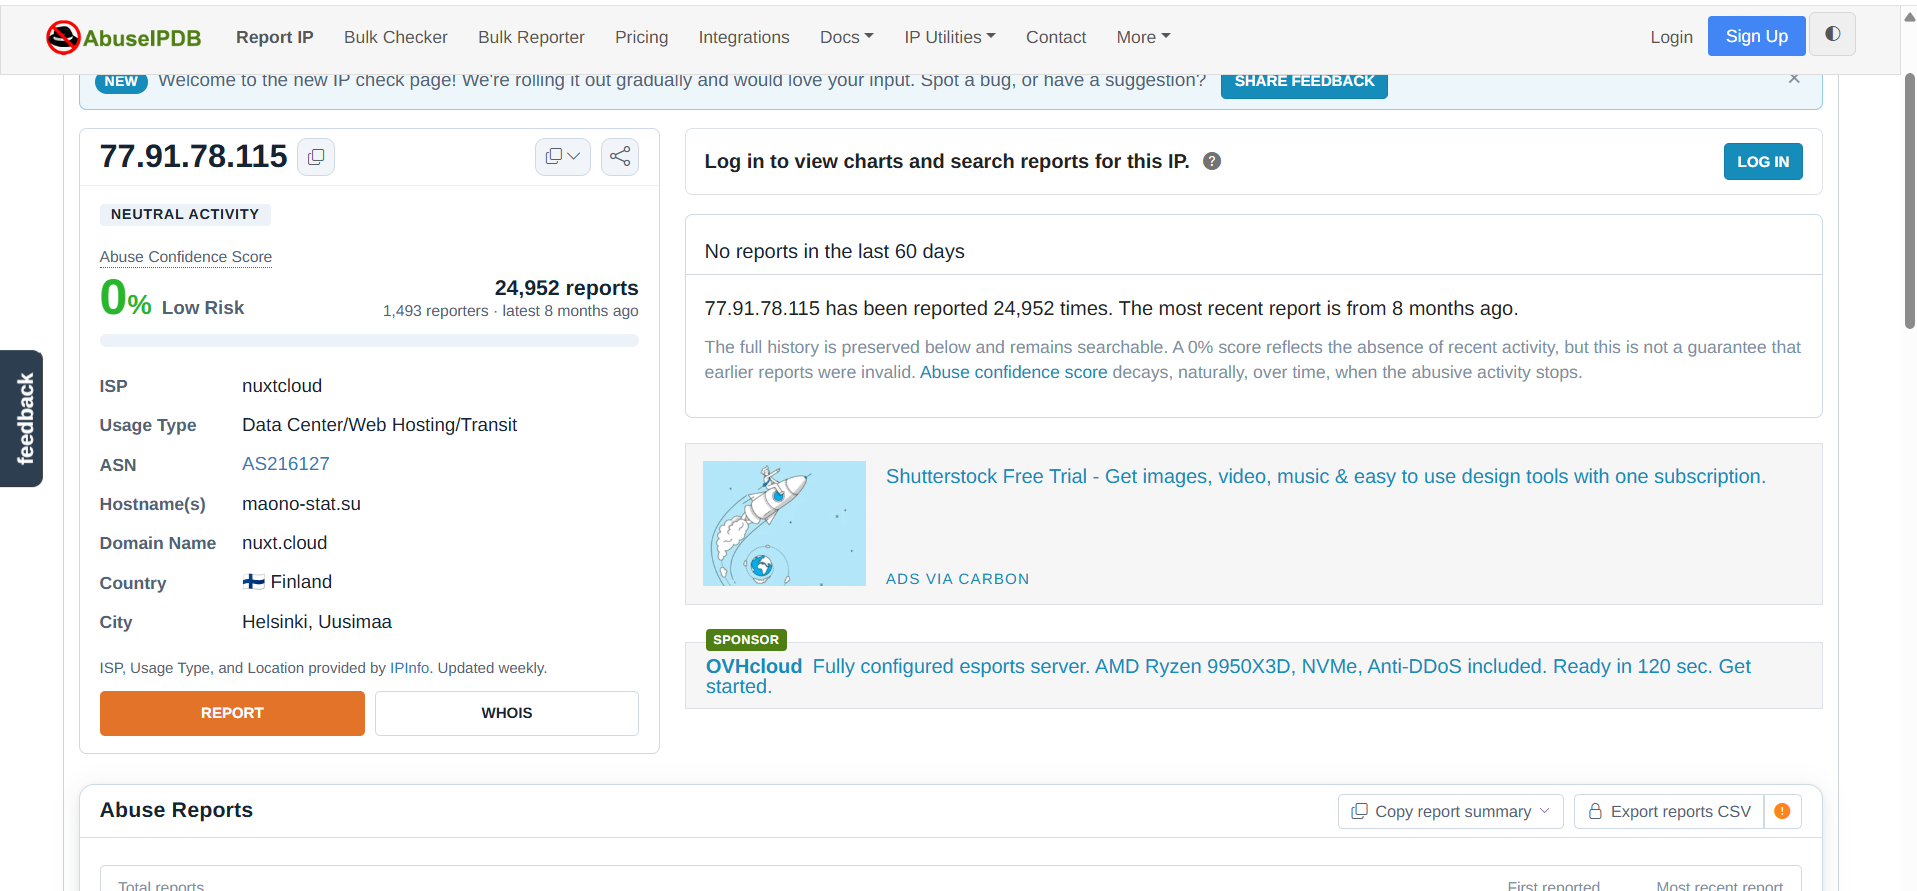 AbuseIPDB Report IP Bulk Checker Bulk Reporter Pricing Integrations Docs IP Utilities Contact More Login Sign Up
NEW Welcome to the new IP check page! We're rolling it out gradually and would love your input. Spot a bug, or have a suggestion? SHARE FEEDBACK ×
77.91.78.115
NEUTRAL ACTIVITY
Abuse Confidence Score
0% Low Risk
24,952 reports
1,493 reporters · latest 8 months ago
ISP nuxtcloud
Usage Type Data Center/Web Hosting/Transit
ASN AS216127
Hostname(s) maono-stat.su
Domain Name nuxt.cloud
Country Finland
City Helsinki, Uusimaa
ISP, Usage Type, and Location provided by IPInfo. Updated weekly.
REPORT WHOIS
Log in to view charts and search reports for this IP. ? LOG IN
No reports in the last 60 days
77.91.78.115 has been reported 24,952 times. The most recent report is from 8 months ago.
The full history is preserved below and remains searchable. A 0% score reflects the absence of recent activity, but this is not a guarantee that
earlier reports were invalid. Abuse confidence score decays, naturally, over time, when the abusive activity stops.
Shutterstock Free Trial - Get images, video, music & easy to use design tools with one subscription.
ADS VIA CARBON
SPONSOR
OVHcloud Fully configured esports server. AMD Ryzen 9950X3D, NVMe, Anti-DDoS included. Ready in 120 sec. Get
started.
feedback
Abuse Reports Copy report summary Export reports CSV !
Total reports First reported Most recent report